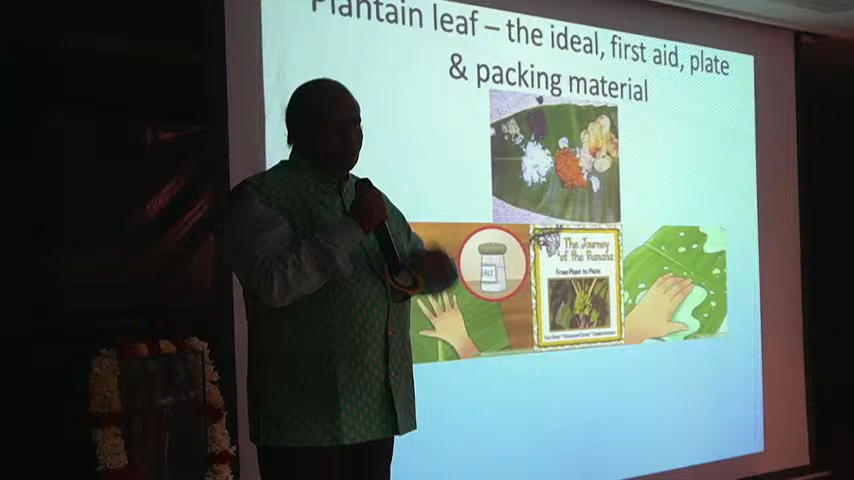 Plantain leaf – the ideal, first aid, plate
& packing material
The Journey
of the Banana
From Plant to Plate